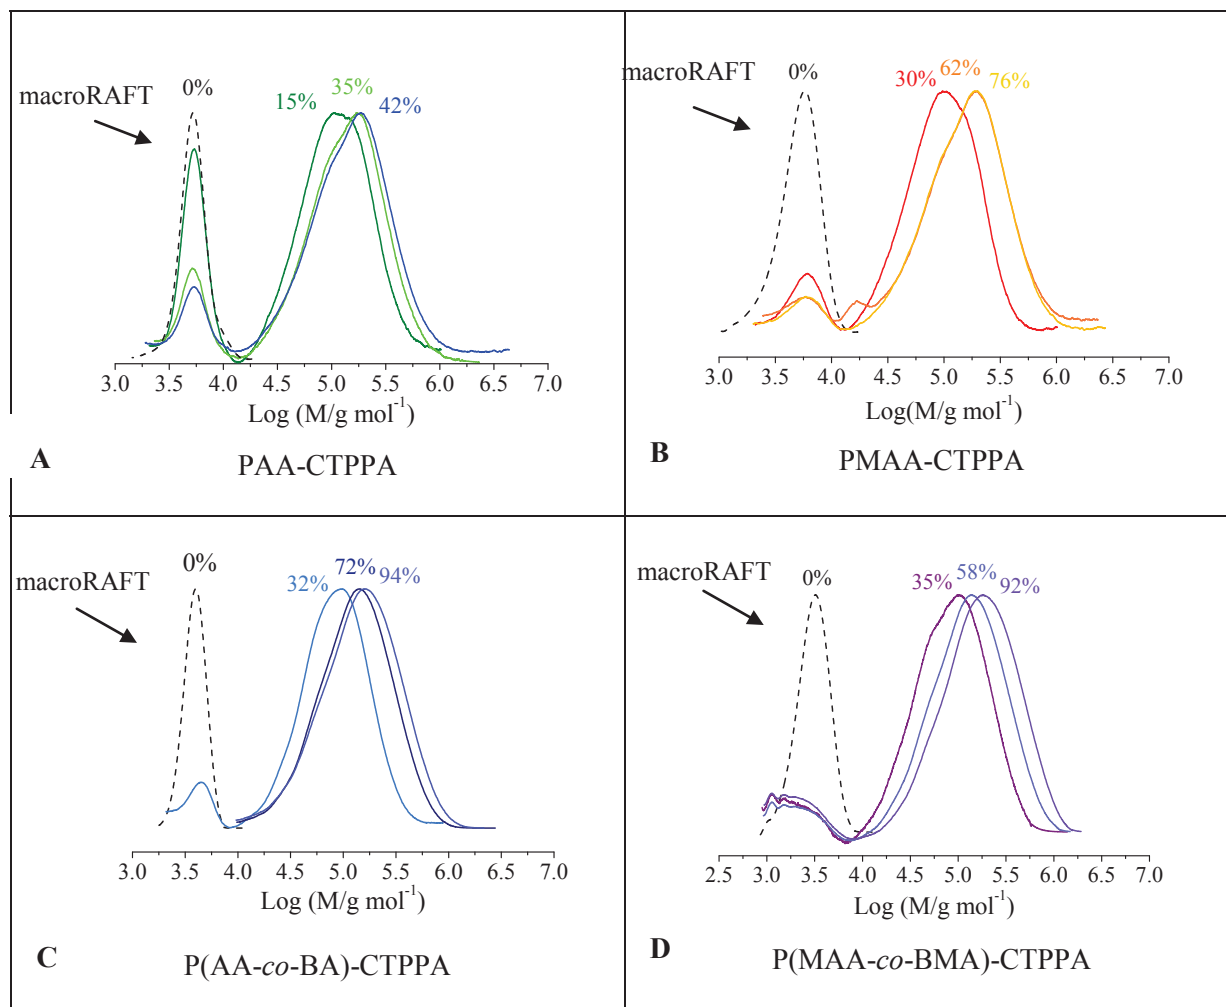 macroRAFT
0%
15%
35%
42%
3.0 3.5 4.0 4.5 5.0 5.5 6.0 6.5 7.0
Log (M/g mol⁻¹)
A
PAA-CTPPA
macroRAFT
0%
30%
62%
76%
3.0 3.5 4.0 4.5 5.0 5.5 6.0 6.5 7.0
Log(M/g mol⁻¹)
B
PMAA-CTPPA
macroRAFT
0%
32%
72%
94%
3.0 3.5 4.0 4.5 5.0 5.5 6.0 6.5 7.0
Log (M/g mol⁻¹)
C
P(AA-co-BA)-CTPPA
macroRAFT
0%
35%
58%
92%
2.5 3.0 3.5 4.0 4.5 5.0 5.5 6.0 6.5 7.0
Log (M/g mol⁻¹)
D
P(MAA-co-BMA)-CTPPA